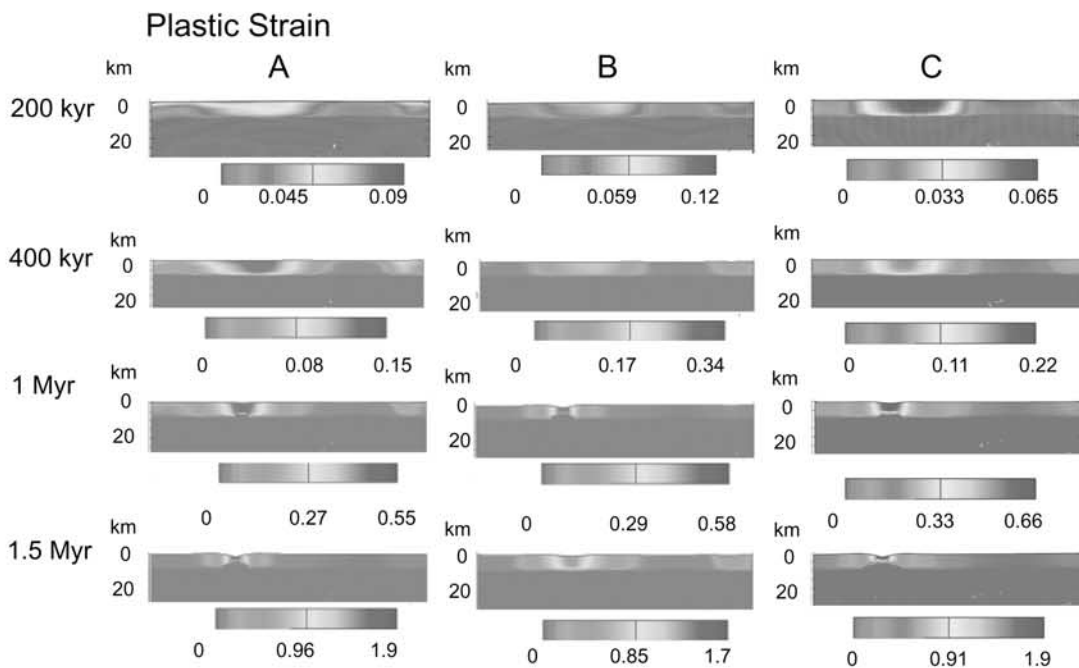 Plastic Strain
km A km B km C
200 kyr 0 0 0
20 20 20
0 0.045 0.09 0 0.059 0.12 0 0.033 0.065
400 kyr km km km
0 0 0
20 20 20
0 0.08 0.15 0 0.17 0.34 0 0.11 0.22
1 Myr km km km
0 0 0
20 20 20
0 0.27 0.55 0 0.29 0.58 0 0.33 0.66
1.5 Myr km km km
0 0 0
20 20 20
0 0.96 1.9 0 0.85 1.7 0 0.91 1.9